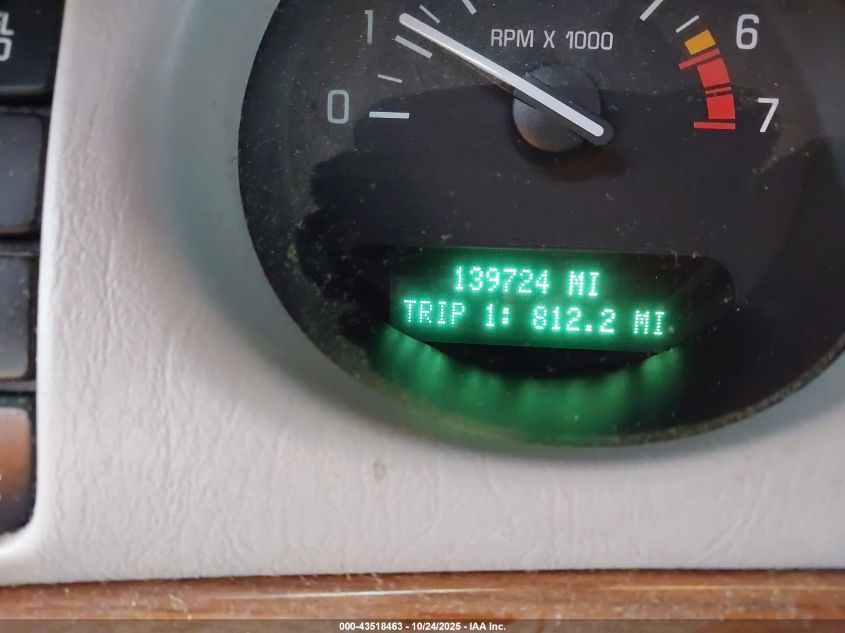 1
RPM X 1000
6
0
7
139724 MI
TRIP 1: 812.2 MI
000-43518463 - 10/24/2025 - IAA Inc.